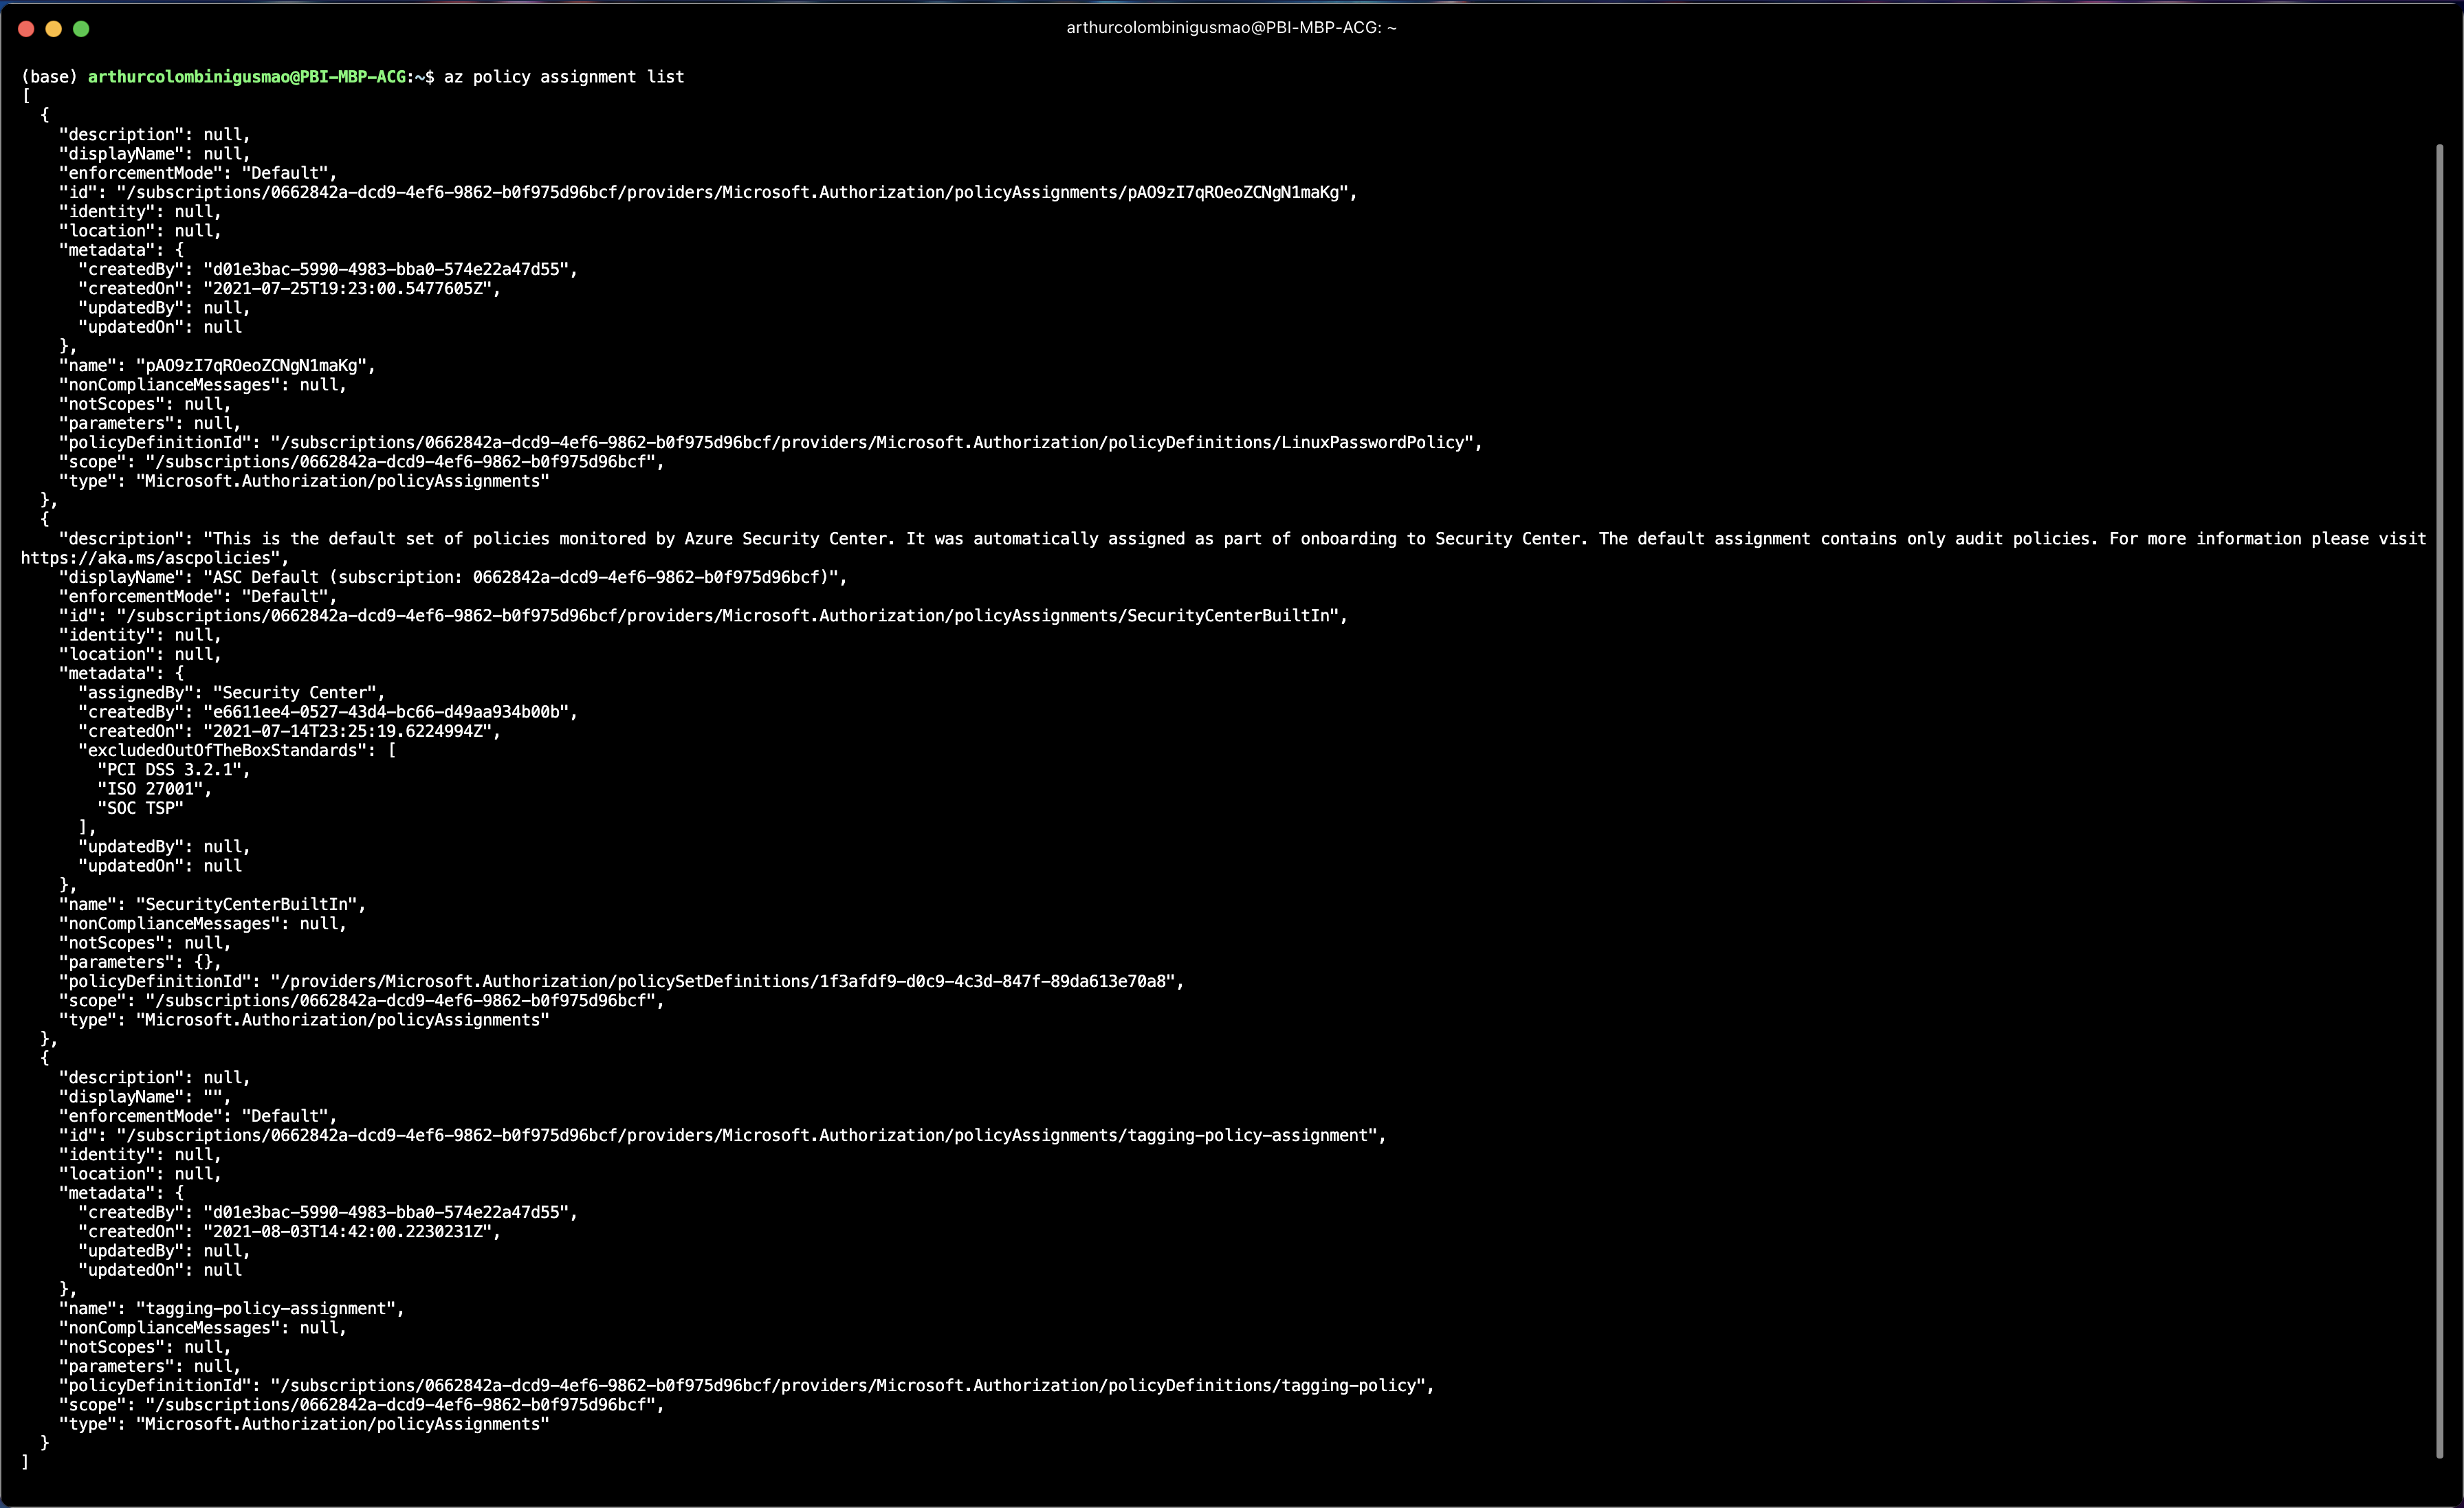 arthurcolombinigusmao@PBI-MBP-ACG: ~
(base) arthurcolombinigusmao@PBI-MBP-ACG:~$ az policy assignment list
[
  {
    "description": null,
    "displayName": null,
    "enforcementMode": "Default",
    "id": "/subscriptions/0662842a-dcd9-4ef6-9862-b0f975d96bcf/providers/Microsoft.Authorization/policyAssignments/pAO9zI7qROeoZCNgN1maKg",
    "identity": null,
    "location": null,
    "metadata": {
      "createdBy": "d01e3bac-5990-4983-bba0-574e22a47d55",
      "createdOn": "2021-07-25T19:23:00.5477605Z",
      "updatedBy": null,
      "updatedOn": null
    },
    "name": "pAO9zI7qROeoZCNgN1maKg",
    "nonComplianceMessages": null,
    "notScopes": null,
    "parameters": null,
    "policyDefinitionId": "/subscriptions/0662842a-dcd9-4ef6-9862-b0f975d96bcf/providers/Microsoft.Authorization/policyDefinitions/LinuxPasswordPolicy",
    "scope": "/subscriptions/0662842a-dcd9-4ef6-9862-b0f975d96bcf",
    "type": "Microsoft.Authorization/policyAssignments"
  },
  {
    "description": "This is the default set of policies monitored by Azure Security Center. It was automatically assigned as part of onboarding to Security Center. The default assignment contains only audit policies. For more information please visit
https://aka.ms/ascpolicies",
    "displayName": "ASC Default (subscription: 0662842a-dcd9-4ef6-9862-b0f975d96bcf)",
    "enforcementMode": "Default",
    "id": "/subscriptions/0662842a-dcd9-4ef6-9862-b0f975d96bcf/providers/Microsoft.Authorization/policyAssignments/SecurityCenterBuiltIn",
    "identity": null,
    "location": null,
    "metadata": {
      "assignedBy": "Security Center",
      "createdBy": "e6611ee4-0527-43d4-bc66-d49aa934b00b",
      "createdOn": "2021-07-14T23:25:19.6224994Z",
      "excludedOutOfTheBoxStandards": [
        "PCI DSS 3.2.1",
        "ISO 27001",
        "SOC TSP"
      ],
      "updatedBy": null,
      "updatedOn": null
    },
    "name": "SecurityCenterBuiltIn",
    "nonComplianceMessages": null,
    "notScopes": null,
    "parameters": {},
    "policyDefinitionId": "/providers/Microsoft.Authorization/policySetDefinitions/1f3afdf9-d0c9-4c3d-847f-89da613e70a8",
    "scope": "/subscriptions/0662842a-dcd9-4ef6-9862-b0f975d96bcf",
    "type": "Microsoft.Authorization/policyAssignments"
  },
  {
    "description": null,
    "displayName": "",
    "enforcementMode": "Default",
    "id": "/subscriptions/0662842a-dcd9-4ef6-9862-b0f975d96bcf/providers/Microsoft.Authorization/policyAssignments/tagging-policy-assignment",
    "identity": null,
    "location": null,
    "metadata": {
      "createdBy": "d01e3bac-5990-4983-bba0-574e22a47d55",
      "createdOn": "2021-08-03T14:42:00.2230231Z",
      "updatedBy": null,
      "updatedOn": null
    },
    "name": "tagging-policy-assignment",
    "nonComplianceMessages": null,
    "notScopes": null,
    "parameters": null,
    "policyDefinitionId": "/subscriptions/0662842a-dcd9-4ef6-9862-b0f975d96bcf/providers/Microsoft.Authorization/policyDefinitions/tagging-policy",
    "scope": "/subscriptions/0662842a-dcd9-4ef6-9862-b0f975d96bcf",
    "type": "Microsoft.Authorization/policyAssignments"
  }
]